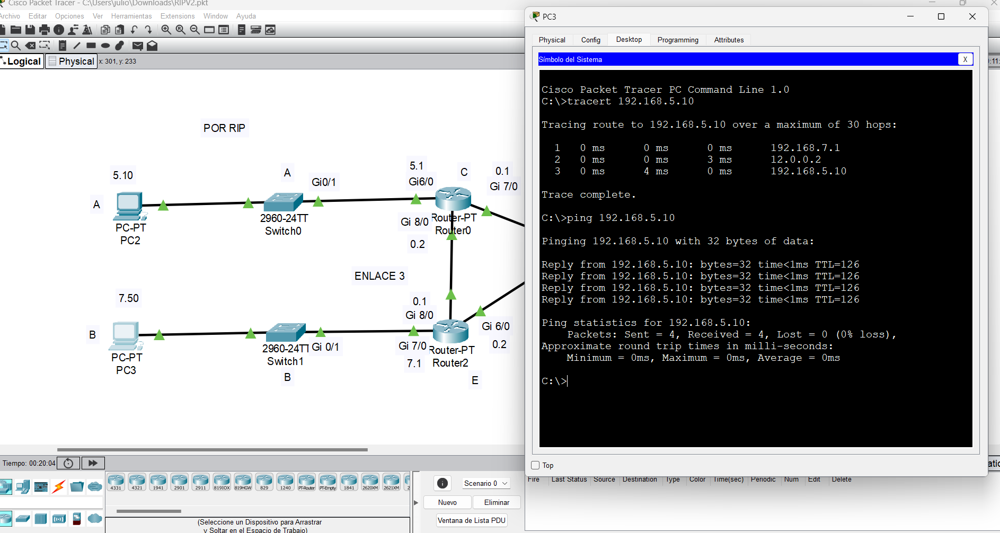 Cisco Packet Tracer - C:\Users\julio\Downloads\RIPV2.pkt
Archivo Editar Opciones Ver Herramientas Extensions Window Ayuda
Logical Physical x: 301, y: 233
POR RIP
5.10
A
Gi0/1
5.1
Gi6/0
C
0.1
Gi 7/0
A
PC-PT
PC2
2960-24TT
Switch0
Gi 8/0
Router-PT
Router0
0.2
ENLACE 3
7.50
0.1
Gi 8/0
B
Gi 6/0
0.2
PC-PT
PC3
2960-24TT
Switch1
Gi 0/1
B
Gi 7/0
7.1
Router-PT
Router2
E
PC3
Physical Config Desktop Programming Attributes
Símbolo del Sistema X
Cisco Packet Tracer PC Command Line 1.0
C:\>tracert 192.168.5.10
Tracing route to 192.168.5.10 over a maximum of 30 hops:
1 0 ms 0 ms 0 ms 192.168.7.1
2 0 ms 0 ms 3 ms 12.0.0.2
3 0 ms 4 ms 0 ms 192.168.5.10
Trace complete.
C:\>ping 192.168.5.10
Pinging 192.168.5.10 with 32 bytes of data:
Reply from 192.168.5.10: bytes=32 time<1ms TTL=126
Reply from 192.168.5.10: bytes=32 time<1ms TTL=126
Reply from 192.168.5.10: bytes=32 time<1ms TTL=126
Reply from 192.168.5.10: bytes=32 time<1ms TTL=126
Ping statistics for 192.168.5.10:
Packets: Sent = 4, Received = 4, Lost = 0 (0% loss),
Approximate round trip times in milli-seconds:
Minimum = 0ms, Maximum = 0ms, Average = 0ms
C:\>
Top
Tiempo: 00:20:04
4331 4321 1941 2901 2911 819IOX 819HGW 829 1240 PT-Router PT-Empty 1841 2620XM 2621XM 2
(Seleccione un Dispositivo para Arrastrar
y Soltar en el Espacio de Trabajo)
Scenario 0
Nuevo Eliminar
Ventana de Lista PDU
Fire Last Status Source Destination Type Color Time(sec) Periodic Num Edit Delete